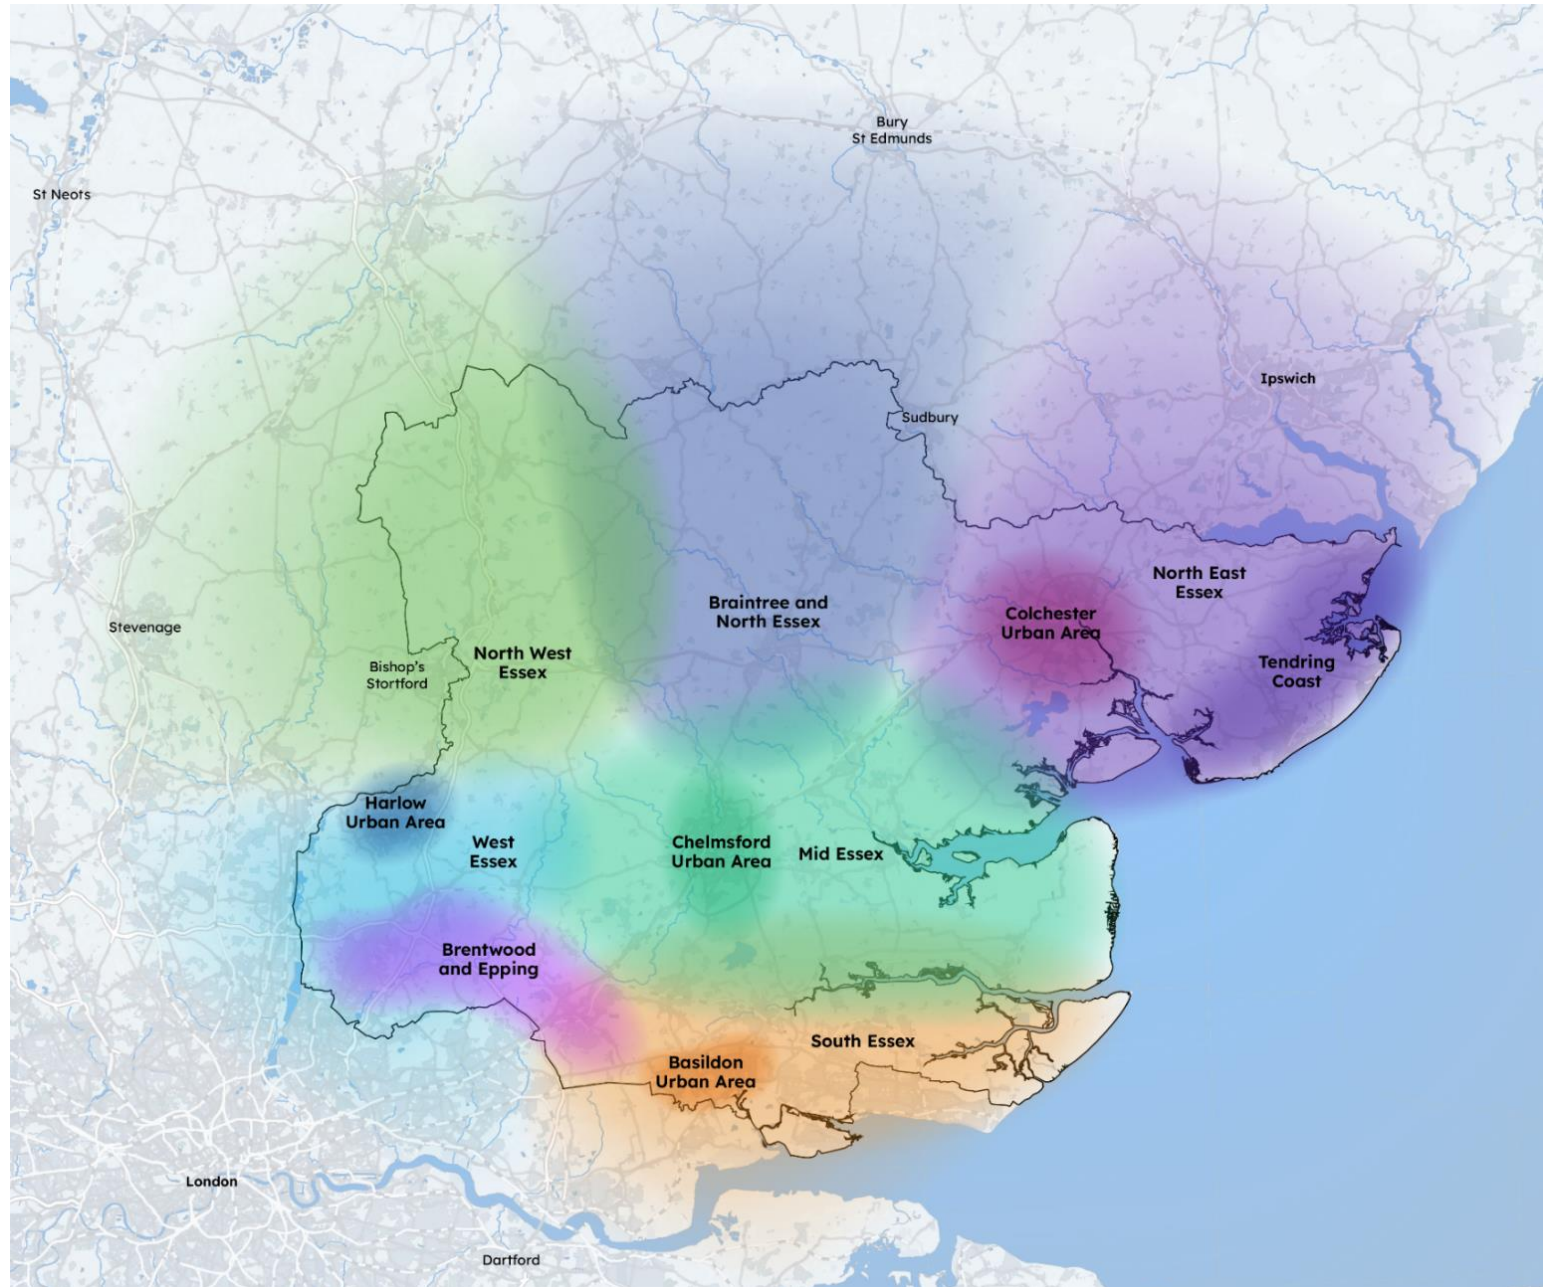 Bury
St Edmunds
St Neots
Ipswich
Sudbury
North East
Essex
Braintree and
North Essex
Colchester
Urban Area
Stevenage
North West
Essex
Bishop's
Stortford
Tendring
Coast
Harlow
Urban Area
West
Essex
Chelmsford
Urban Area
Mid Essex
Brentwood
and Epping
South Essex
Basildon
Urban Area
London
Dartford